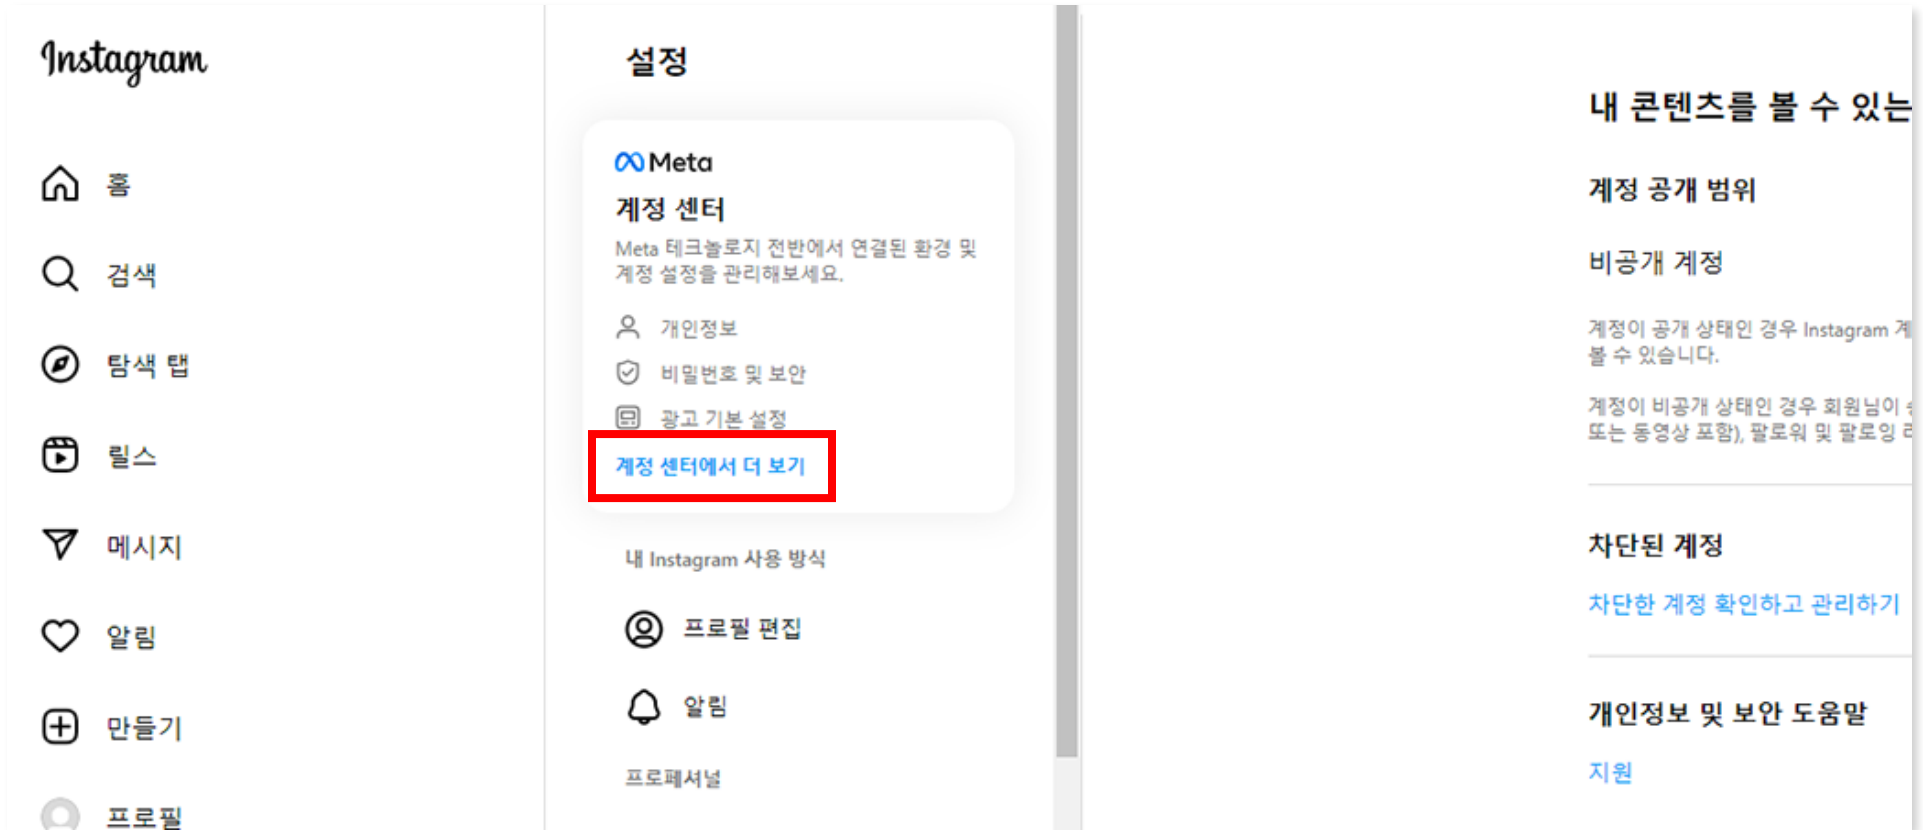 Instagram
홈
검색
탐색 탭
릴스
메시지
알림
만들기
프로필
설정
Meta
계정 센터
Meta 테크놀로지 전반에서 연결된 환경 및
계정 설정을 관리해보세요.
개인정보
비밀번호 및 보안
광고 기본 설정
계정 센터에서 더 보기
내 Instagram 사용 방식
프로필 편집
알림
프로페셔널
내 콘텐츠를 볼 수 있는
계정 공개 범위
비공개 계정
계정이 공개 상태인 경우 Instagram 계
볼 수 있습니다.
계정이 비공개 상태인 경우 회원님이
또는 동영상 포함), 팔로워 및 팔로잉
차단된 계정
차단한 계정 확인하고 관리하기
개인정보 및 보안 도움말
지원